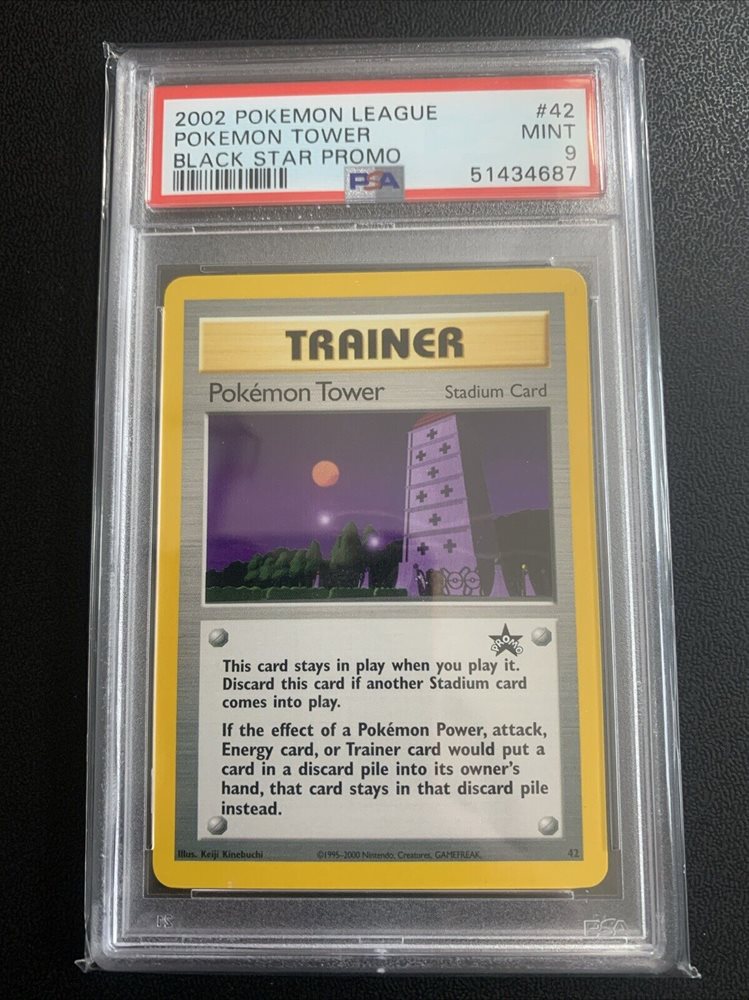 2002 POKEMON LEAGUE #42
POKEMON TOWER MINT
BLACK STAR PROMO 9
PSA 51434687
TRAINER
Pokémon Tower Stadium Card
PROMO
This card stays in play when you play it.
Discard this card if another Stadium card
comes into play.
If the effect of a Pokémon Power, attack,
Energy card, or Trainer card would put a
card in a discard pile into its owner's
hand, that card stays in that discard pile
instead.
Illus. Keiji Kinebuchi ©1995-2000 Nintendo, Creatures, GAMEFREAK. 42
PSA